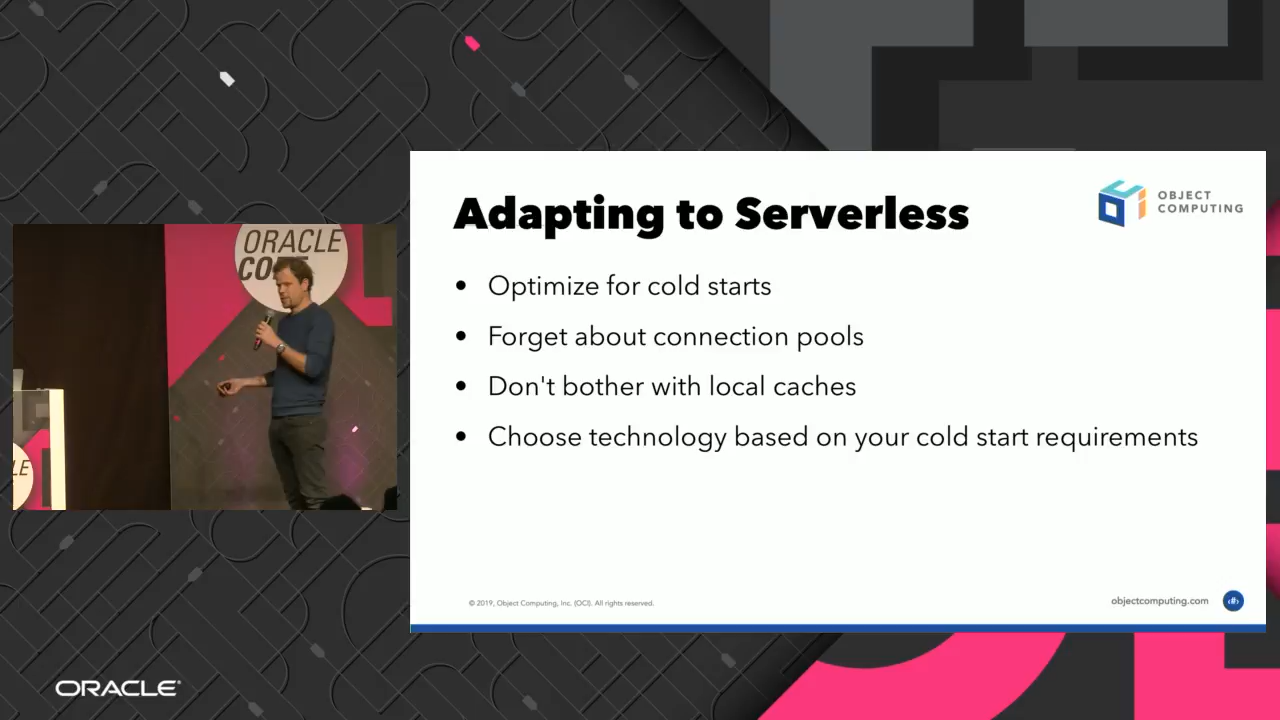 ORACLE
CODE
LE
Adapting to Serverless
OBJECT
COMPUTING
• Optimize for cold starts
• Forget about connection pools
• Don't bother with local caches
• Choose technology based on your cold start requirements
© 2019, Object Computing, Inc. (OCI). All rights reserved.
objectcomputing.com
‹#›
ORACLE®